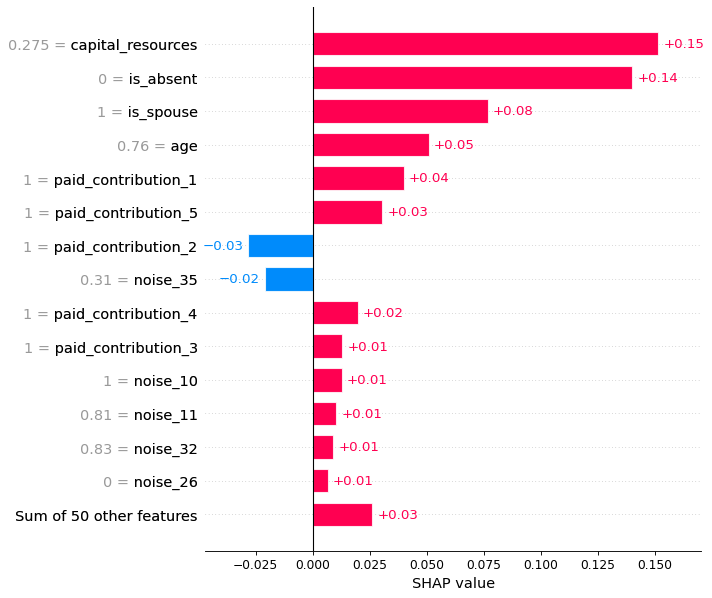 0.275 = capital_resources +0.15
0 = is_absent +0.14
1 = is_spouse +0.08
0.76 = age +0.05
1 = paid_contribution_1 +0.04
1 = paid_contribution_5 +0.03
1 = paid_contribution_2 −0.03
0.31 = noise_35 −0.02
1 = paid_contribution_4 +0.02
1 = paid_contribution_3 +0.01
1 = noise_10 +0.01
0.81 = noise_11 +0.01
0.83 = noise_32 +0.01
0 = noise_26 +0.01
Sum of 50 other features +0.03
−0.025 0.000 0.025 0.050 0.075 0.100 0.125 0.150
SHAP value